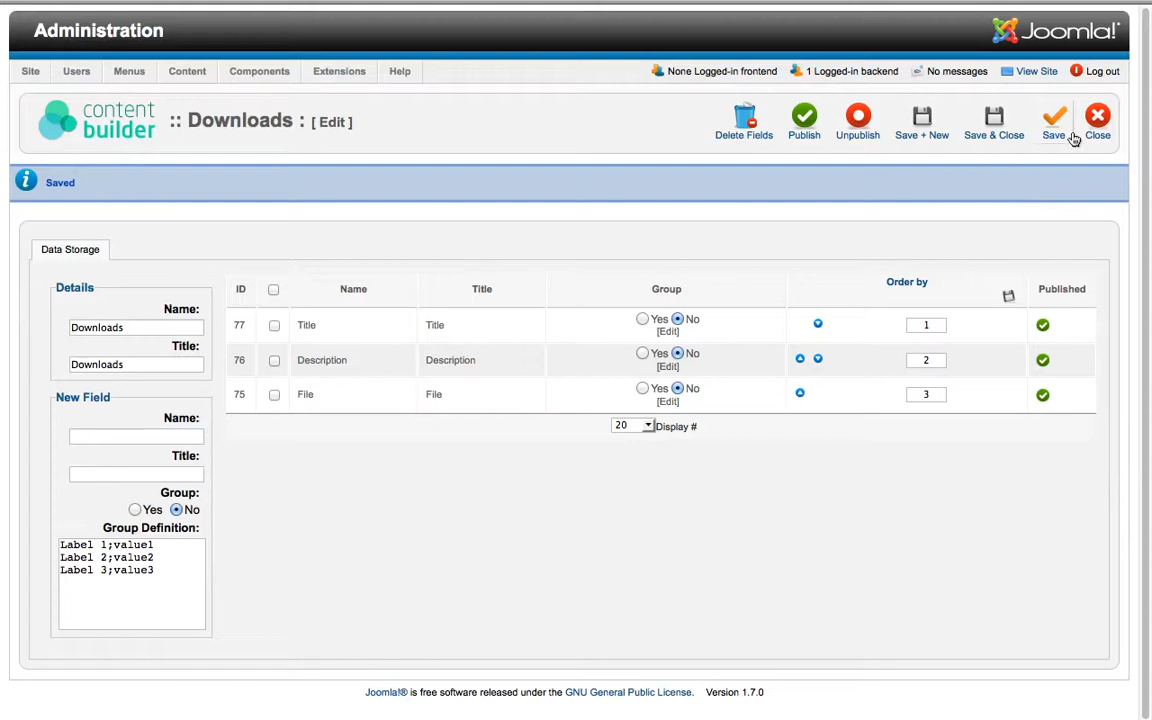 Administration
Joomla!®
Site Users Menus Content Components Extensions Help
None Logged-in frontend 1 Logged-in backend No messages View Site Log out
content builder :: Downloads : [ Edit ]
Delete Fields Publish Unpublish Save + New Save & Close Save Close
Saved
Data Storage
Details
Name:
Downloads
Title:
Downloads
New Field
Name:
Title:
Group:
Yes No
Group Definition:
Label 1;value1
Label 2;value2
Label 3;value3
ID Name Title Group Order by Published
77 Title Title Yes No 1
[Edit]
76 Description Description Yes No 2
[Edit]
75 File File Yes No 3
[Edit]
20 Display #
Joomla!® is free software released under the GNU General Public License. Version 1.7.0